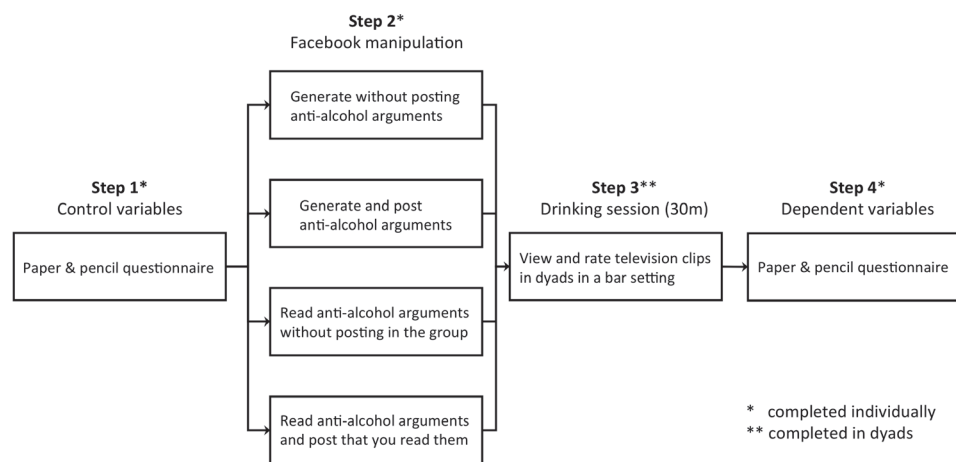 Step 2*
Facebook manipulation
Generate without posting
anti-alcohol arguments
Step 1*
Control variables
Paper & pencil questionnaire
Generate and post
anti-alcohol arguments
Read anti-alcohol arguments
without posting in the group
Read anti-alcohol arguments
and post that you read them
Step 3**
Drinking session (30m)
View and rate television clips
in dyads in a bar setting
Step 4*
Dependent variables
Paper & pencil questionnaire
* completed individually
** completed in dyads